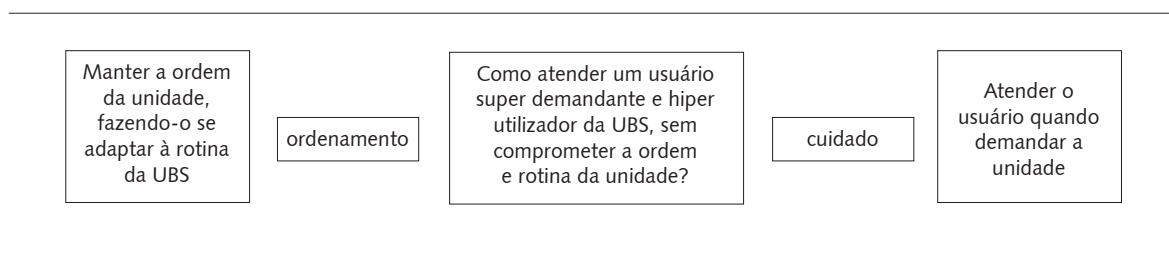 Manter a ordem
da unidade,
fazendo-o se
adaptar à rotina
da UBS
ordenamento
Como atender um usuário
super demandante e hiper
utilizador da UBS, sem
comprometer a ordem
e rotina da unidade?
cuidado
Atender o
usuário quando
demandar a
unidade